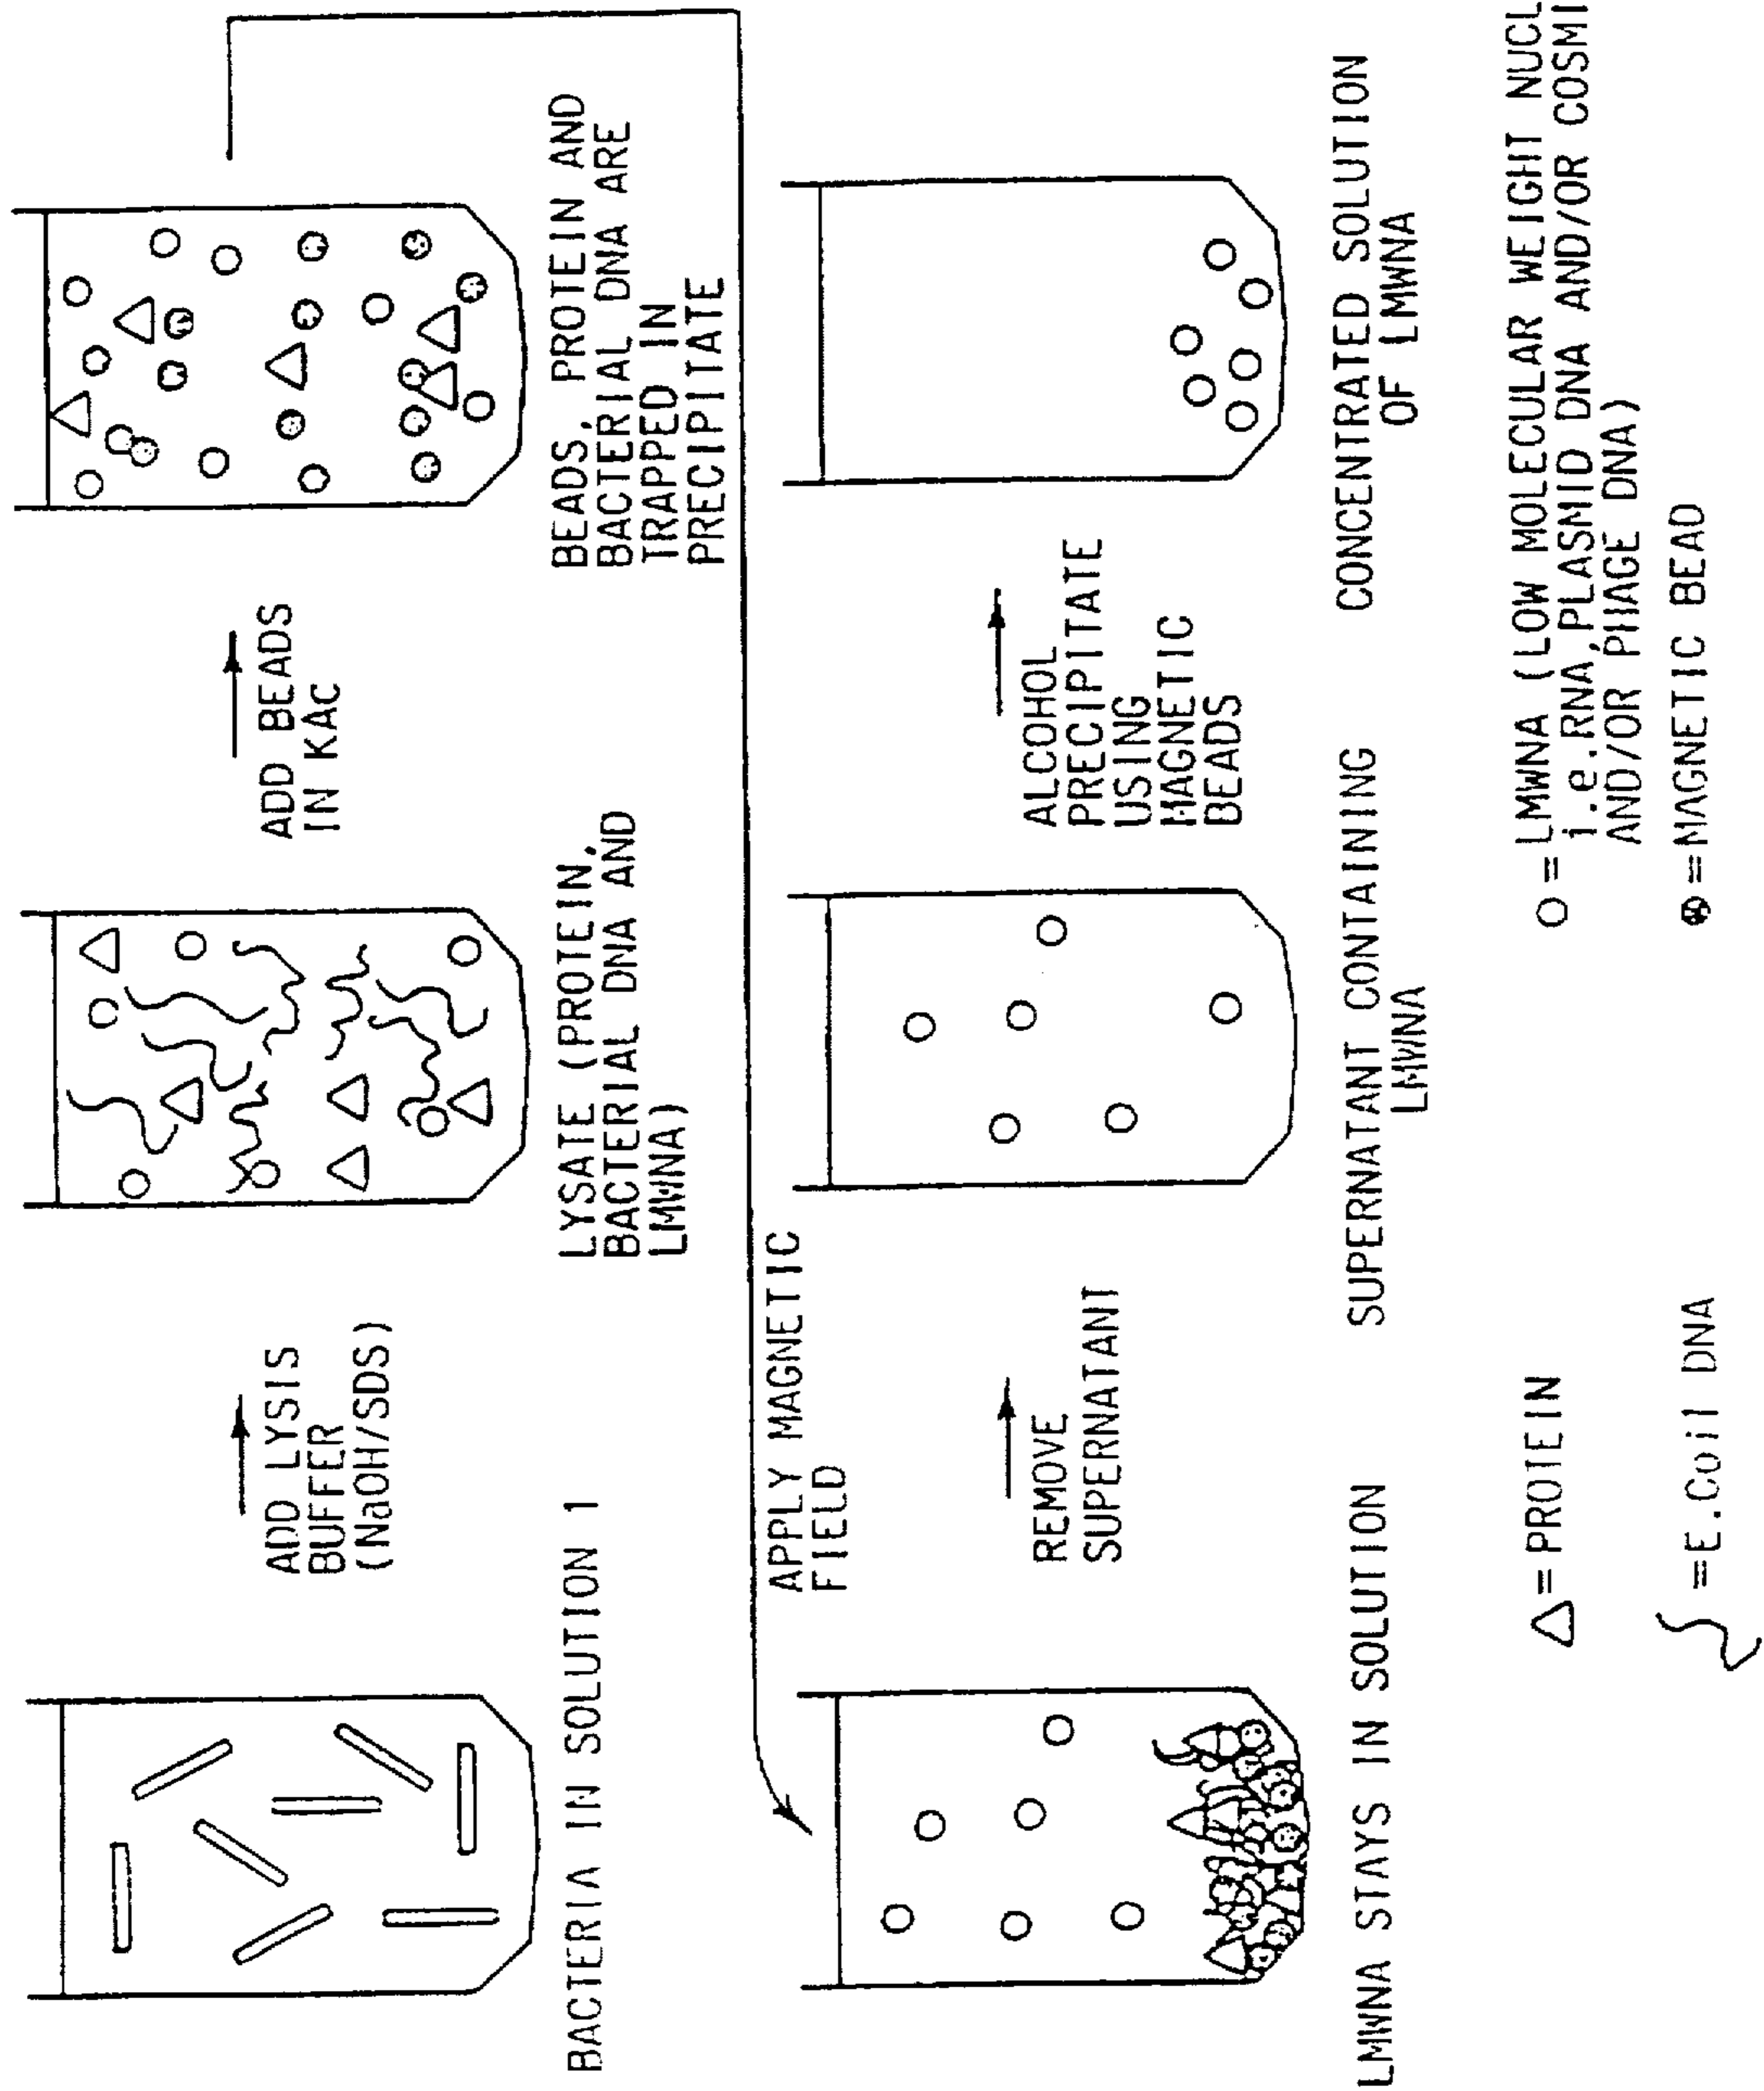 BACTERIA IN SOLUTION 1
ADD LYSIS
BUFFER
(NaOH/SDS)
LYSATE (PROTEIN,
BACTERIAL DNA AND
LMWNA)
ADD BEADS
IN KAc
BEADS, PROTEIN AND
BACTERIAL DNA ARE
TRAPPED IN
PRECIPITATE
APPLY MAGNETIC
FIELD
LMWNA STAYS IN SOLUTION
REMOVE
SUPERNATANT
SUPERNATANT CONTAINING
LMWNA
ALCOHOL
PRECIPITATE
USING
MAGNETIC
BEADS
CONCENTRATED SOLUTION
OF LMWNA
△=PROTEIN
=E.Coil DNA
○=LMWNA (LOW MOLECULAR WEIGHT NUCL
i.e.RNA,PLASMID DNA AND/OR COSMI
AND/OR PHAGE DNA)
=MAGNETIC BEAD